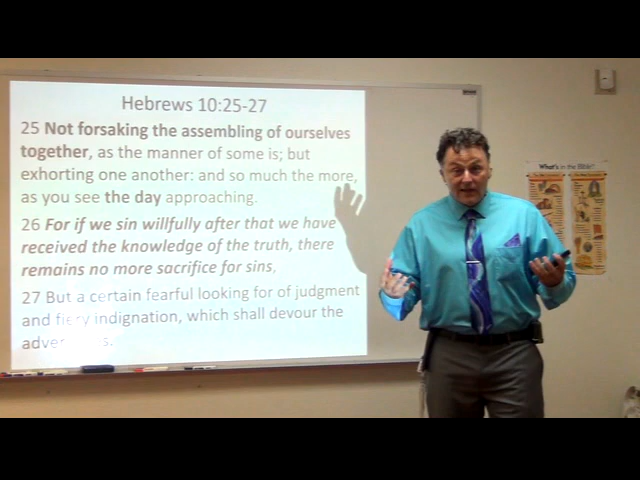 Hebrews 10:25-27
25 Not forsaking the assembling of ourselves
together, as the manner of some is; but
exhorting one another: and so much the more,
as you see the day approaching.
26 For if we sin willfully after that we have
received the knowledge of the truth, there
remains no more sacrifice for sins,
27 But a certain fearful looking for of judgment
and fiery indignation, which shall devour the
What's in the Bible?